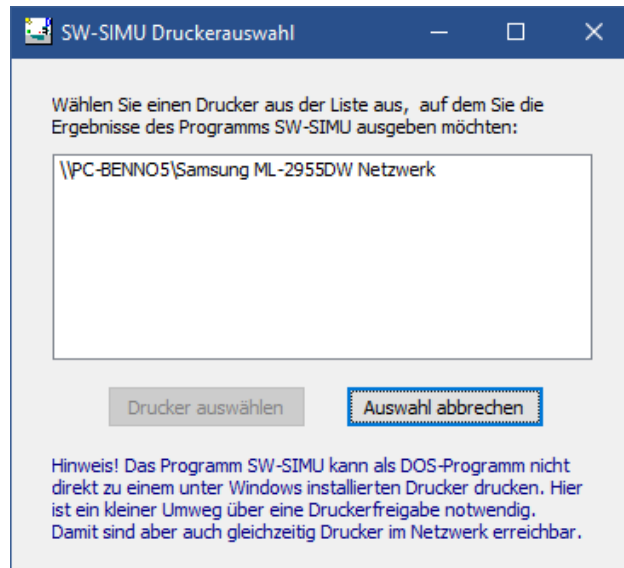 SW-SIMU Druckerauswahl
Wählen Sie einen Drucker aus der Liste aus, auf dem Sie die
Ergebnisse des Programms SW-SIMU ausgeben möchten:
\\PC-BENNO5\Samsung ML-2955DW Netzwerk
Drucker auswählen
Auswahl abbrechen
Hinweis! Das Programm SW-SIMU kann als DOS-Programm nicht
direkt zu einem unter Windows installierten Drucker drucken. Hier
ist ein kleiner Umweg über eine Druckerfreigabe notwendig.
Damit sind aber auch gleichzeitig Drucker im Netzwerk erreichbar.